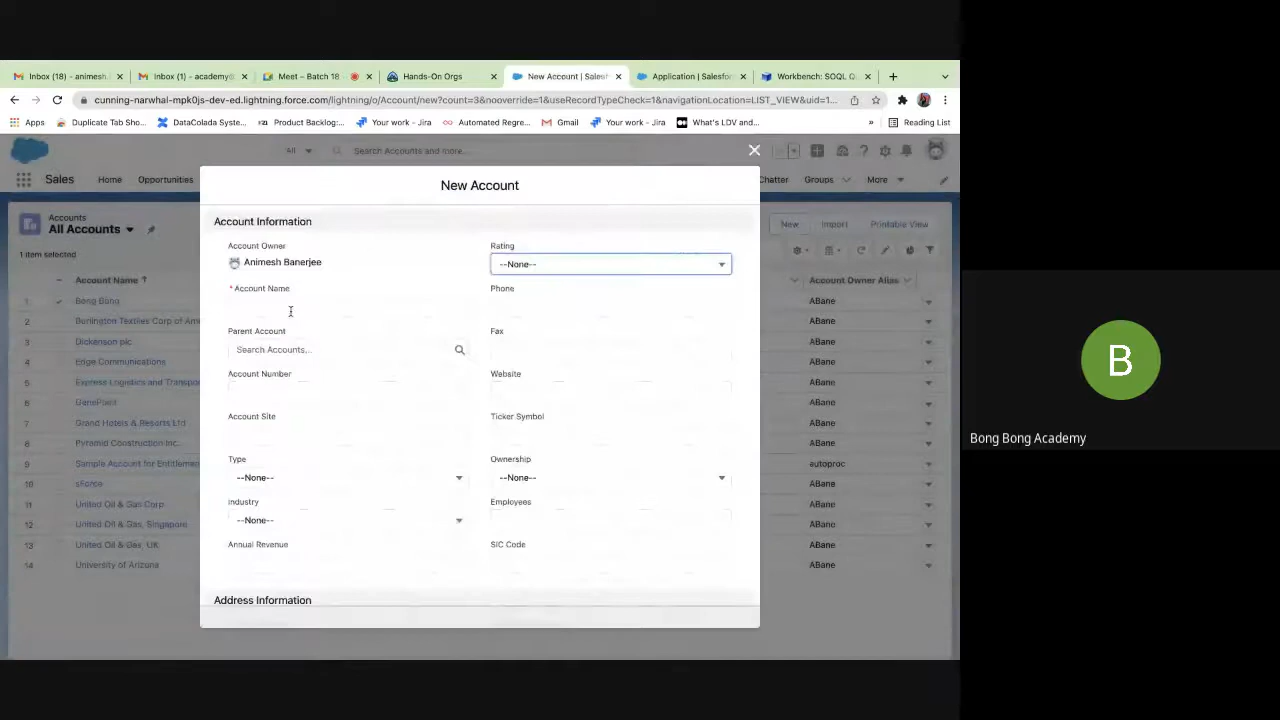 Inbox (18) - animesh.
Inbox (1) - academy@
Meet – Batch 18
Hands-On Orgs
New Account | Salesf
Application | Salesfor
Workbench: SOQL Q
cunning-narwhal-mpk0js-dev-ed.lightning.force.com/lightning/o/Account/new?count=3&nooverride=1&useRecordTypeCheck=1&navigationLocation=LIST_VIEW&uid=1...
Apps
Duplicate Tab Sho...
DataColada Syste...
Product Backlog:...
Your work - Jira
Automated Regre...
Gmail
Your work - Jira
What's LDV and...
»
Reading List
All
Search Accounts and more...
Sales
Home
Opportunities
Chatter
Groups
More
New Account
Accounts
All Accounts
1 item selected
New
Import
Printable View
Account Name
Account Owner Alias
1 Bong Bong ABane
2 Burlington Textiles Corp of Am ABane
3 Dickenson plc ABane
4 Edge Communications ABane
5 Express Logistics and Transpor ABane
6 GenePoint ABane
7 Grand Hotels & Resorts Ltd ABane
8 Pyramid Construction Inc. ABane
9 Sample Account for Entitlemen autoproc
10 sForce ABane
11 United Oil & Gas Corp ABane
12 United Oil & Gas, Singapore ABane
13 United Oil & Gas, UK ABane
14 University of Arizona ABane
Account Information
Account Owner
Animesh Banerjee
Rating
--None--
* Account Name
Phone
Parent Account
Search Accounts...
Fax
Account Number
Website
Account Site
Ticker Symbol
Type
--None--
Ownership
--None--
Industry
--None--
Employees
Annual Revenue
SIC Code
Address Information
B
Bong Bong Academy